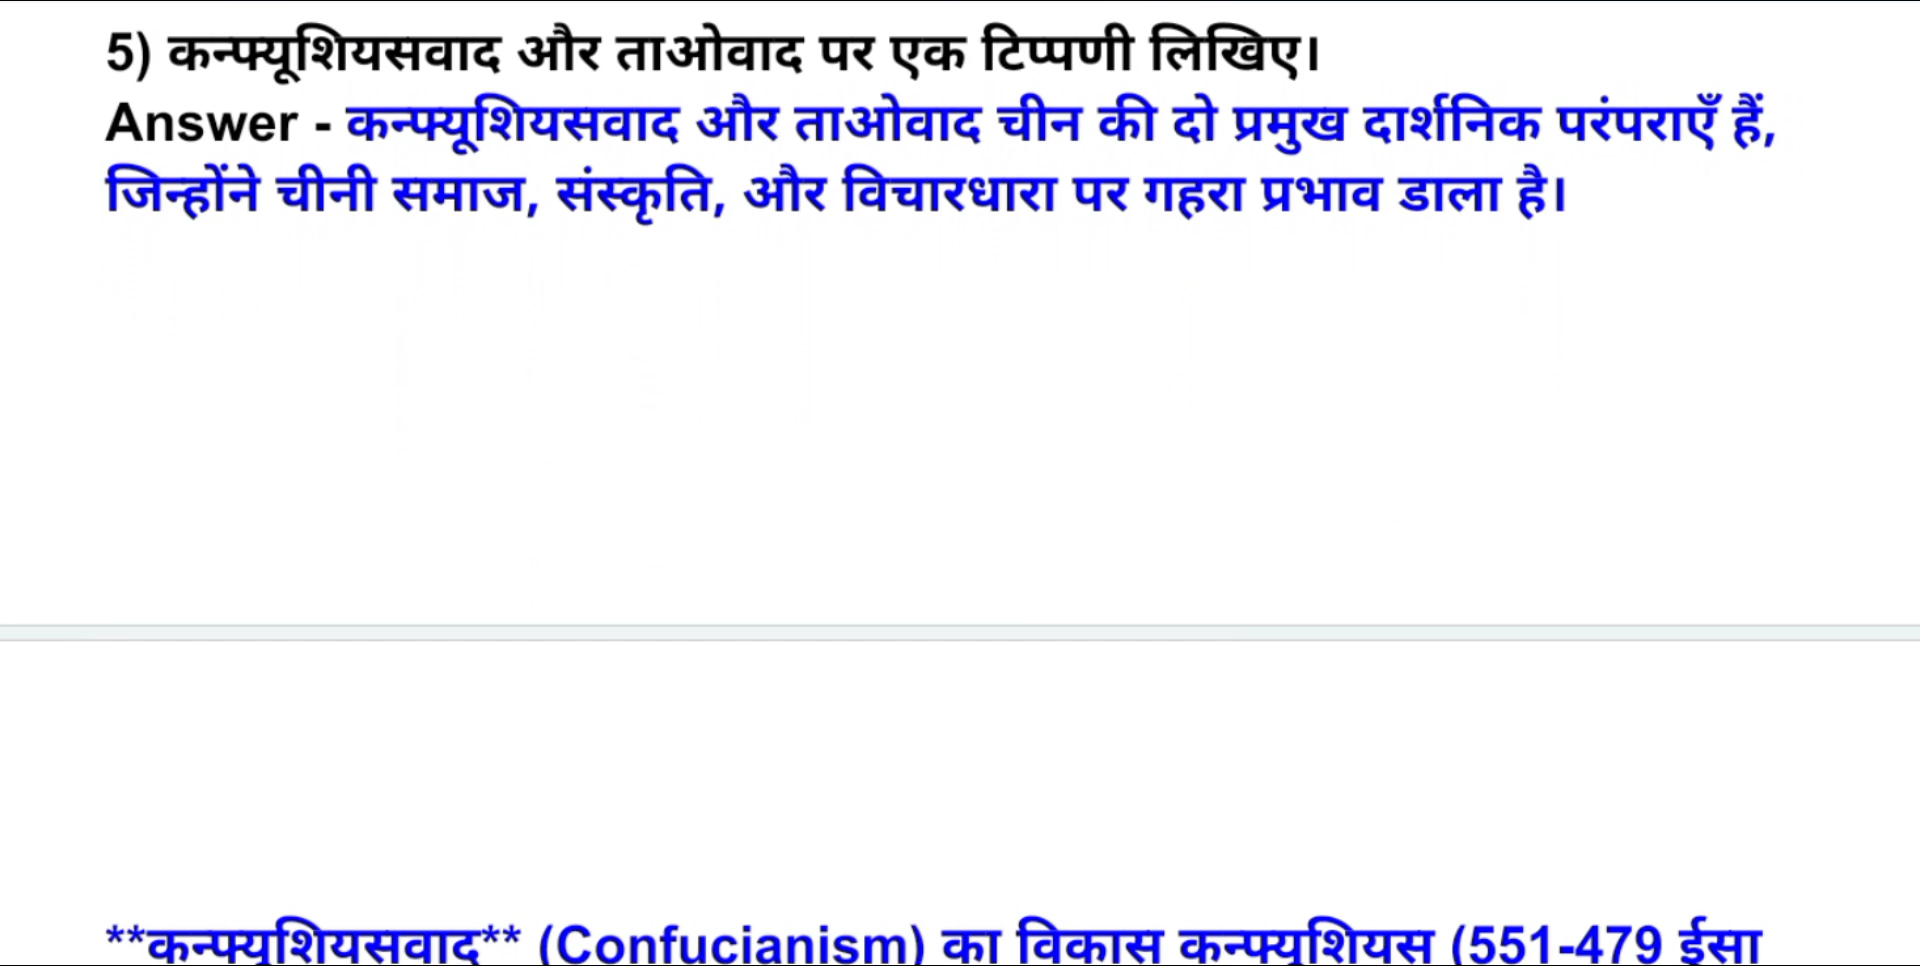 5) कन्फ्यूशियसवाद और ताओवाद पर एक टिप्पणी लिखिए।
Answer - कन्फ्यूशियसवाद और ताओवाद चीन की दो प्रमुख दार्शनिक परंपराएँ हैं,
जिन्होंने चीनी समाज, संस्कृति, और विचारधारा पर गहरा प्रभाव डाला है।
**कन्फ्यूशियसवाद** (Confucianism) का विकास कन्फ्यूशियस (551-479 ईसा